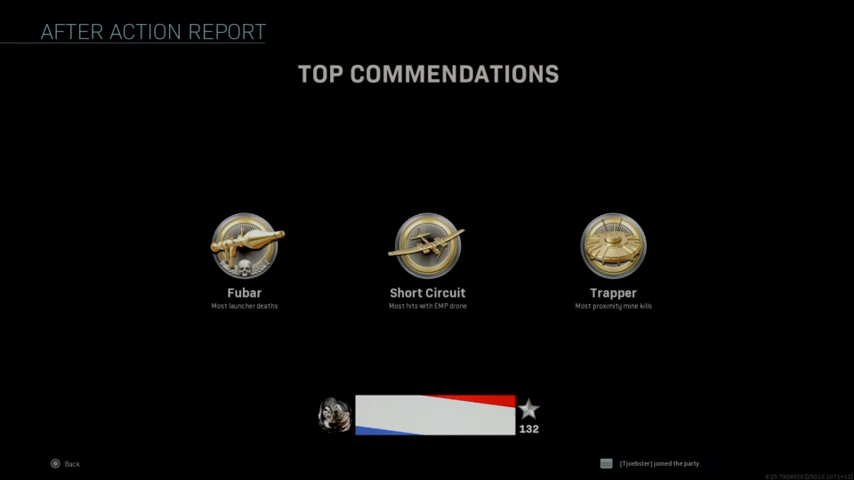 AFTER ACTION REPORT
TOP COMMENDATIONS
Fubar
Most launcher deaths
Short Circuit
Most hits with EMP drone
Trapper
Most proximity mine kills
132
Back
[Tjoebster] joined the party.